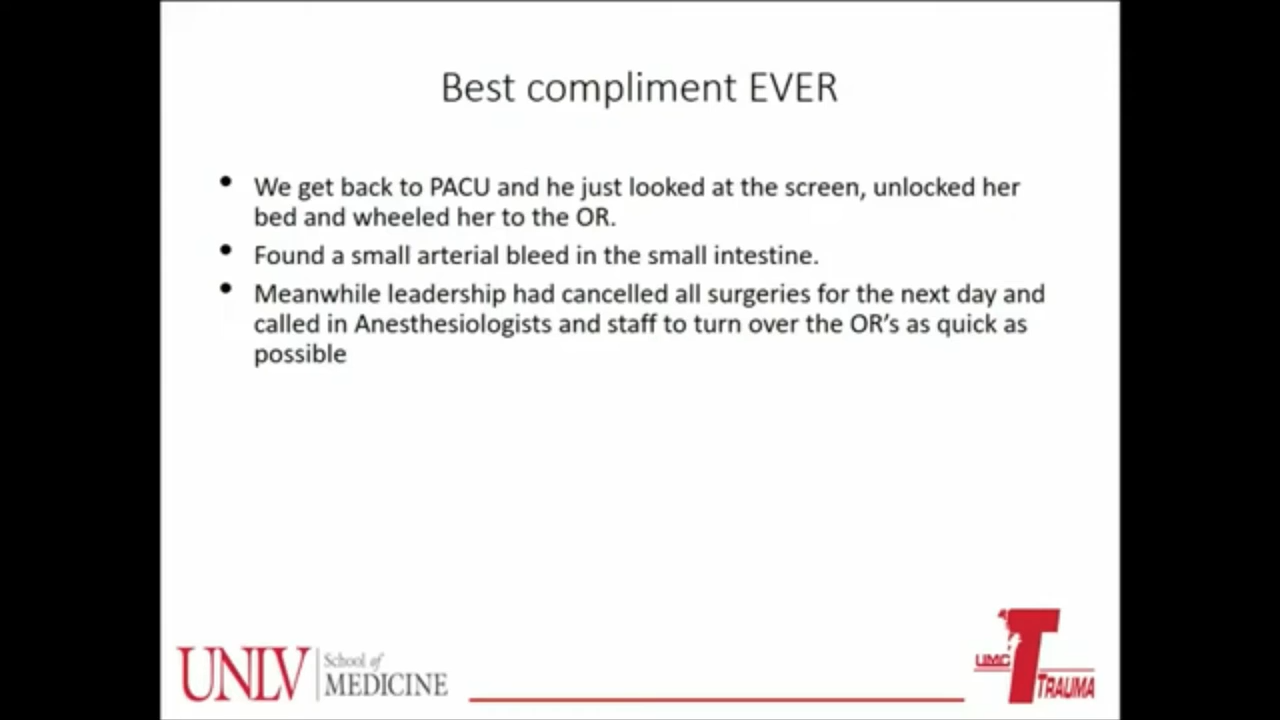 Best compliment EVER
• We get back to PACU and he just looked at the screen, unlocked her
bed and wheeled her to the OR.
• Found a small arterial bleed in the small intestine.
• Meanwhile leadership had cancelled all surgeries for the next day and
called in Anesthesiologists and staff to turn over the OR’s as quick as
possible
UNLV
School of
MEDICINE
UMC
T
TRAUMA